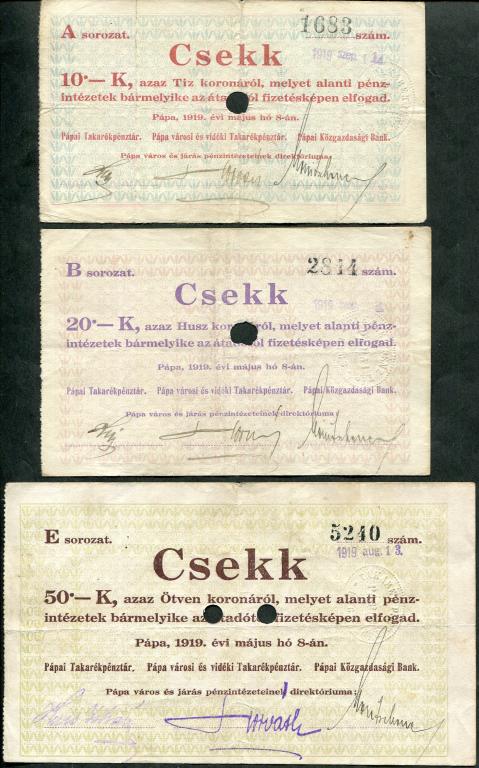 A sorozat. 1683 szám.
1919 szep. 1
Csekk
10·— K, azaz Tiz koronáról, melyet alanti pénz-
intézetek bármelyike az fizetésképen elfogad.
Pápa, 1919. évi május hó 8-án.
Pápai Takarékpénztár. Pápa városi és vidéki Takarékpénztár. Pápai Közgazdasági Bank.
Pápa város és járás pénzintézeteinek direktóriuma:
B sorozat. 2844 szám.
1919
Csekk
20·— K, azaz Husz koronáról, melyet alanti pénz-
intézetek bármelyike az fizetésképen elfogad.
Pápa, 1919. évi május hó 8-án.
Pápai Takarékpénztár. Pápa városi és vidéki Takarékpénztár. Pápai Közgazdasági Bank.
Pápa város és járás pénzintézeteinek direktóriuma:
Horváth
E sorozat. 5240 szám.
1919 aug. 13.
Csekk
50·— K, azaz Ötven koronáról, melyet alanti pénz-
intézetek bármelyike az fizetésképen elfogad.
Pápa, 1919. évi május hó 8-án.
Pápai Takarékpénztár. Pápa városi és vidéki Takarékpénztár. Pápai Közgazdasági Bank.
Pápa város és járás pénzintézeteinek direktóriuma:
Horváth